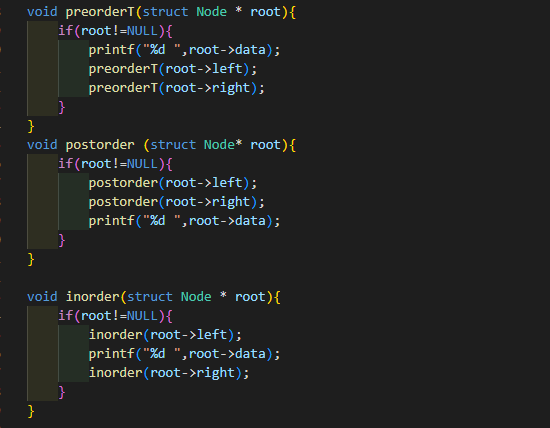 void preorderT(struct Node * root){
if(root!=NULL){
printf("%d ",root->data);
preorderT(root->left);
preorderT(root->right);
}
}
void postorder (struct Node* root){
if(root!=NULL){
postorder(root->left);
postorder(root->right);
printf("%d ",root->data);
}
}
void inorder(struct Node * root){
if(root!=NULL){
inorder(root->left);
printf("%d ",root->data);
inorder(root->right);
}
}